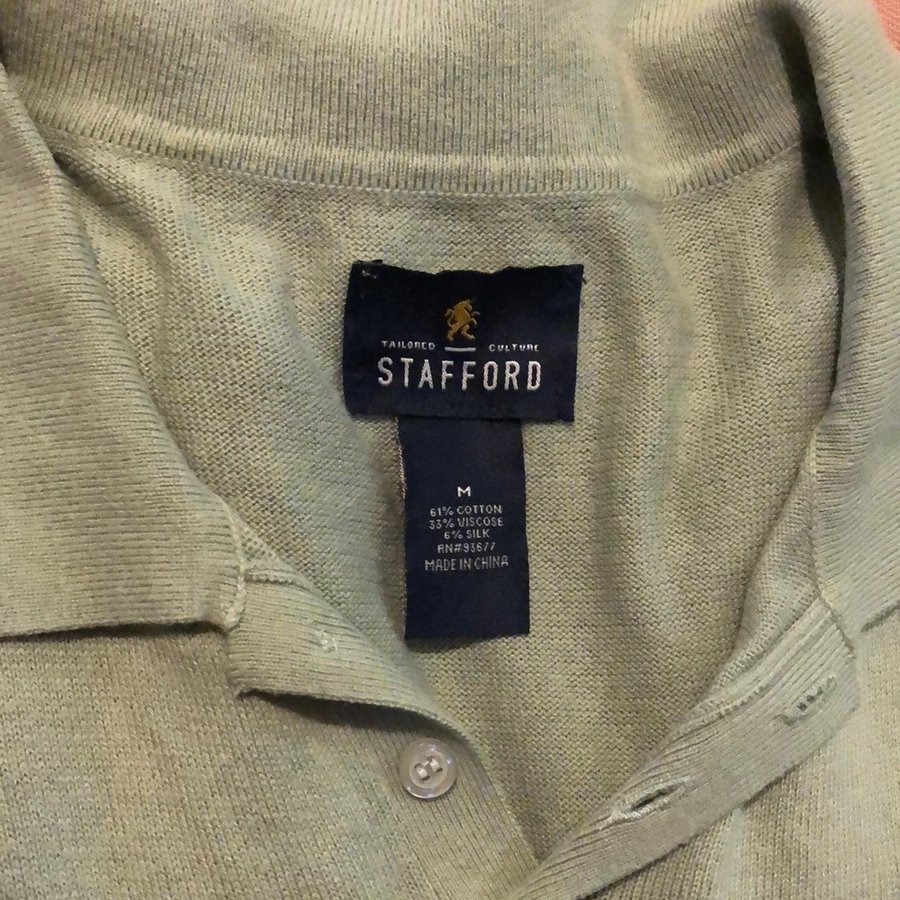 TAILORED CULTURE
STAFFORD
M
61% COTTON
33% VISCOSE
6% SILK
RN#93677
MADE IN CHINA